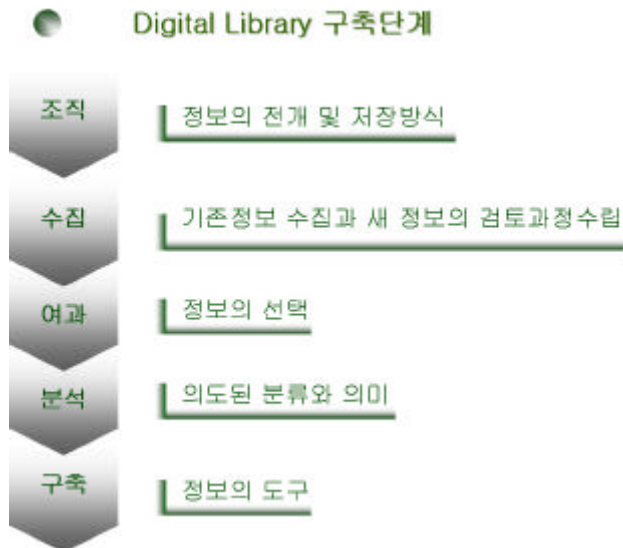 Digital Library 구축단계
조직
정보의 전개 및 저장방식
수집
기존정보 수집과 새 정보의 검토과정수립
여과
정보의 선택
분석
의도된 분류와 의미
구축
정보의 도구